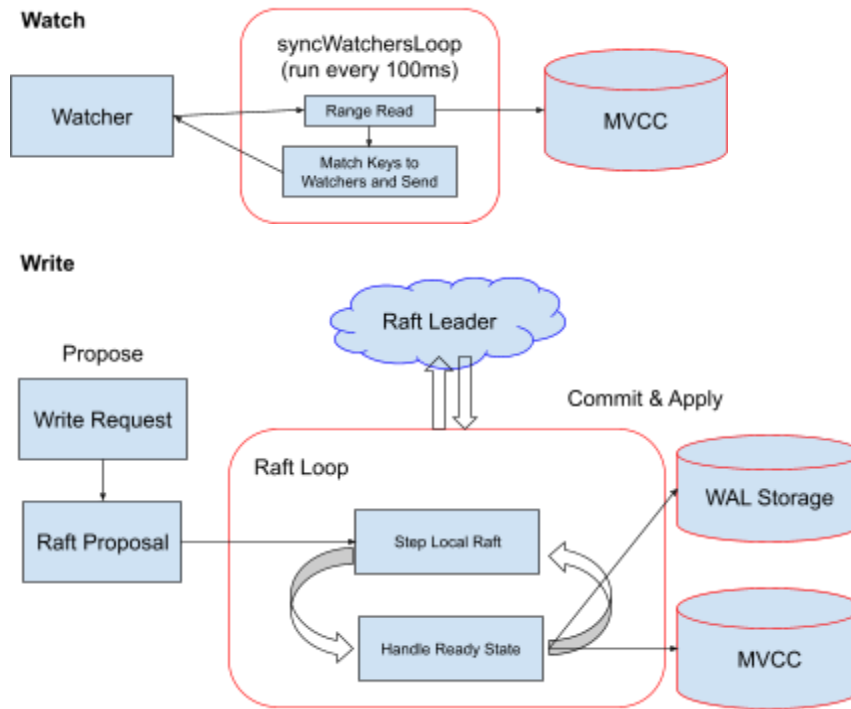 Watch
syncWatchersLoop
(run every 100ms)
Watcher
Range Read
MVCC
Match Keys to
Watchers and Send
Write
Raft Leader
Propose
Write Request
Commit & Apply
Raft Loop
WAL Storage
Raft Proposal
Step Local Raft
Handle Ready State
MVCC